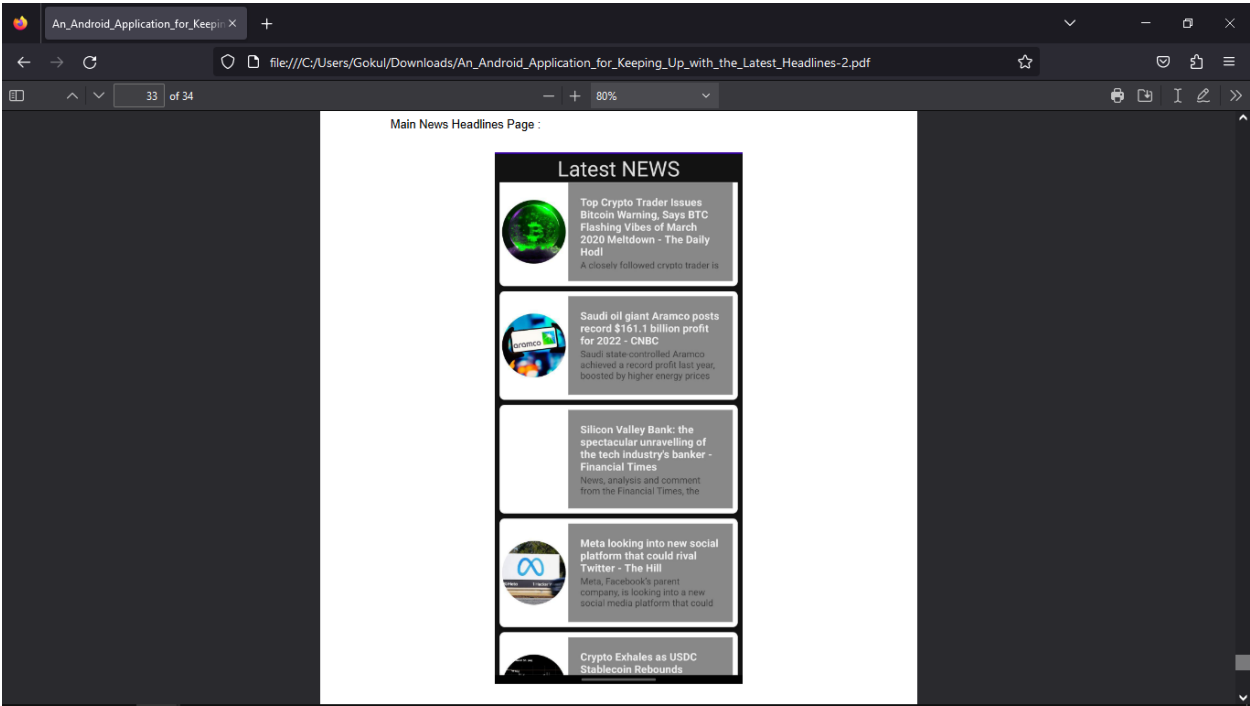 An_Android_Application_for_Keepin
file:///C:/Users/Gokul/Downloads/An_Android_Application_for_Keeping_Up_with_the_Latest_Headlines-2.pdf
33 of 34
80%
Main News Headlines Page :
Latest NEWS
Top Crypto Trader Issues
Bitcoin Warning, Says BTC
Flashing Vibes of March
2020 Meltdown - The Daily
Hodl
A closely followed crypto trader is
aramco
Saudi oil giant Aramco posts
record $161.1 billion profit
for 2022 - CNBC
Saudi state-controlled Aramco
achieved a record profit last year,
boosted by higher energy prices
Silicon Valley Bank: the
spectacular unravelling of
the tech industry's banker -
Financial Times
News, analysis and comment
from the Financial Times, the
Meta looking into new social
platform that could rival
Twitter - The Hill
Meta, Facebook's parent
company, is looking into a new
social media platform that could
Crypto Exhales as USDC
Stablecoin Rebounds